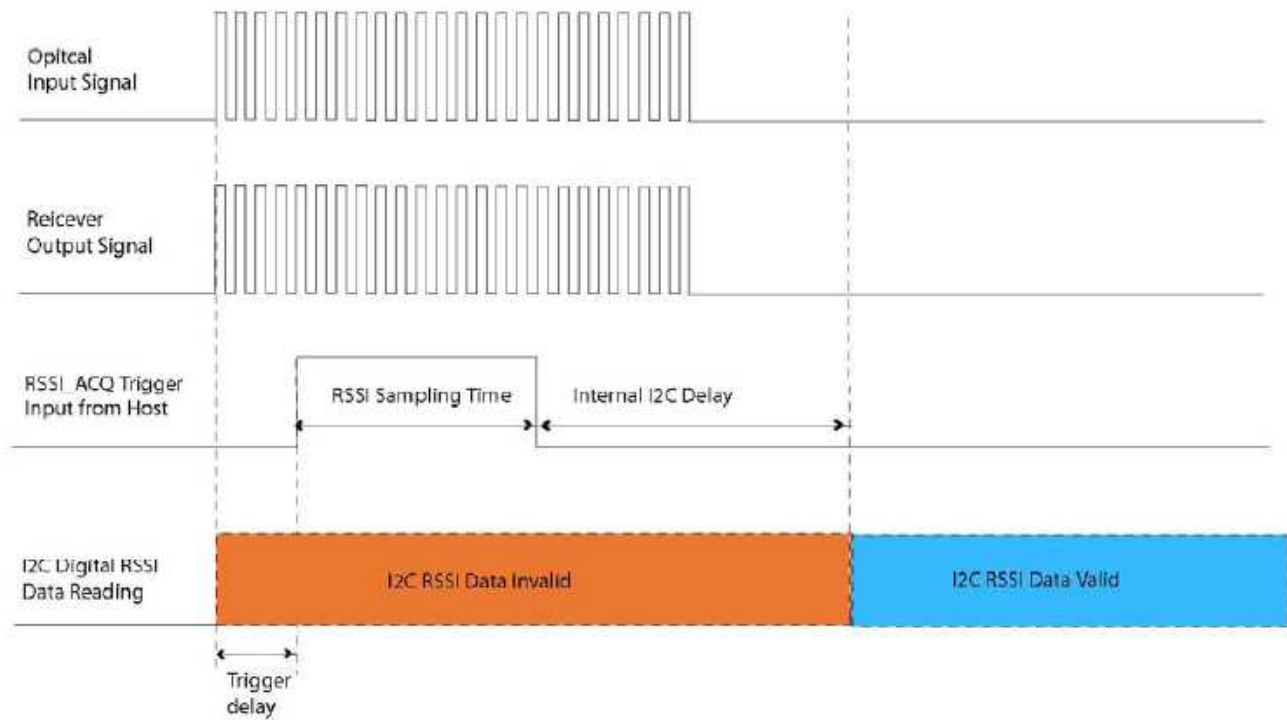 Opitcal
Input Signal
Reicever
Output Signal
RSSI_ACQ Trigger
Input from Host
RSSI Sampling Time
Internal I2C Delay
I2C Digital RSSI
Data Reading
I2C RSSI Data Invalid
I2C RSSI Data Valid
Trigger
delay